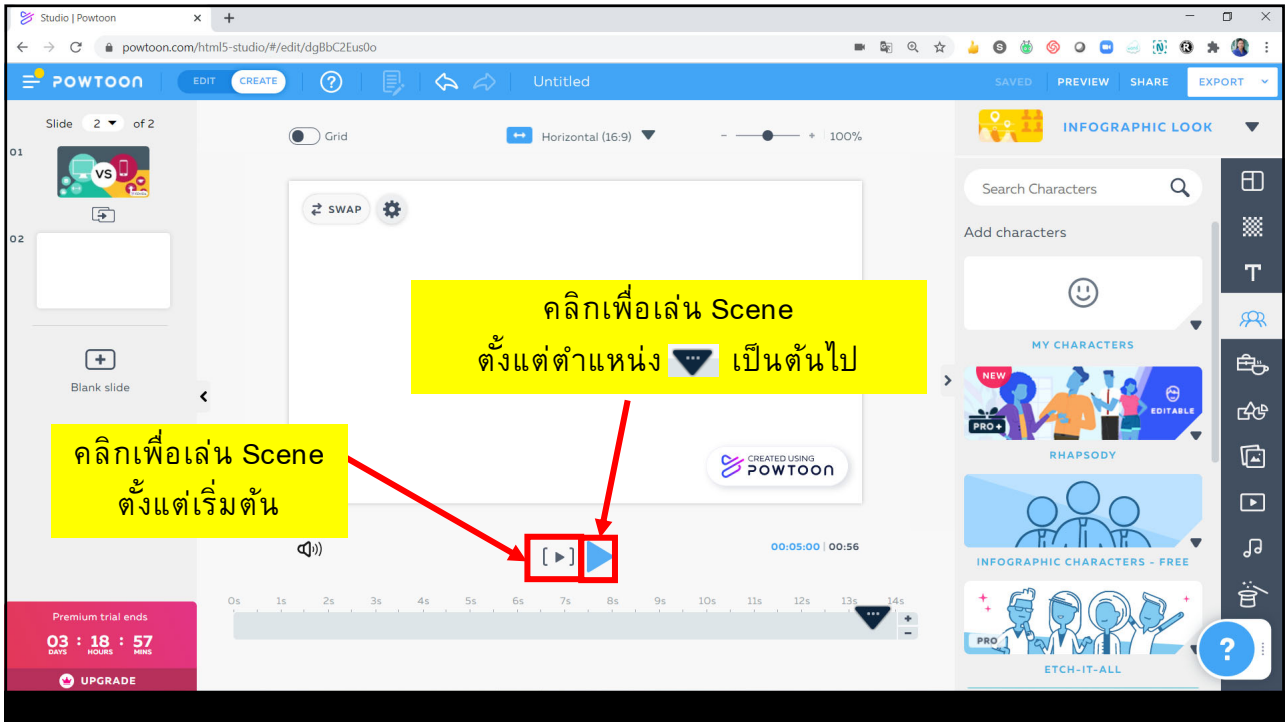 Studio | Powtoon
powtoon.com/html5-studio/#/edit/dgBbC2Eus0o
POWTOON
EDIT CREATE
Untitled
SAVED PREVIEW SHARE EXPORT
Slide 2 of 2
Grid
Horizontal (16:9)
- + 100%
INFOGRAPHIC LOOK
01
VS
SWAP
Search Characters
Add characters
02
คลิกเพื่อเล่น Scene
ตั้งแต่ตำแหน่ง เป็นต้นไป
MY CHARACTERS
Blank slide
NEW
EDITABLE
PRO+
RHAPSODY
คลิกเพื่อเล่น Scene
ตั้งแต่เริ่มต้น
CREATED USING
POWTOON
00:05:00 | 00:56
INFOGRAPHIC CHARACTERS - FREE
0s 1s 2s 3s 4s 5s 6s 7s 8s 9s 10s 11s 12s 13s 14s
+
-
Premium trial ends
03 : 18 : 57
DAYS HOURS MINS
UPGRADE
PRO
ETCH-IT-ALL
?